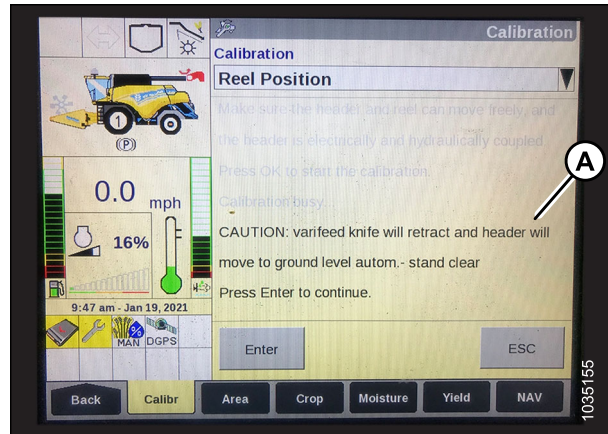 Calibration
Calibration
Reel Position
Make sure the header and reel can move freely, and
the header is electrically and hydraulically coupled.
Press OK to start the calibration.
Calibration busy...
CAUTION: varifeed knife will retract and header will
move to ground level autom.- stand clear
Press Enter to continue.
Enter
ESC
A
1
(P)
0.0 mph
16%
9:47 am - Jan 19, 2021
MAN
DGPS
Back
Calibr
Area
Crop
Moisture
Yield
NAV
1035155